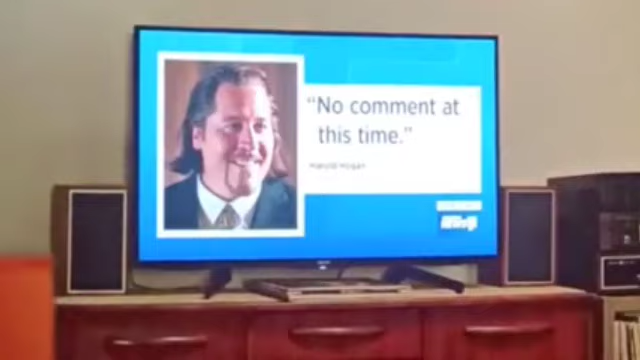 “No comment at
this time.”
Harold Hogan